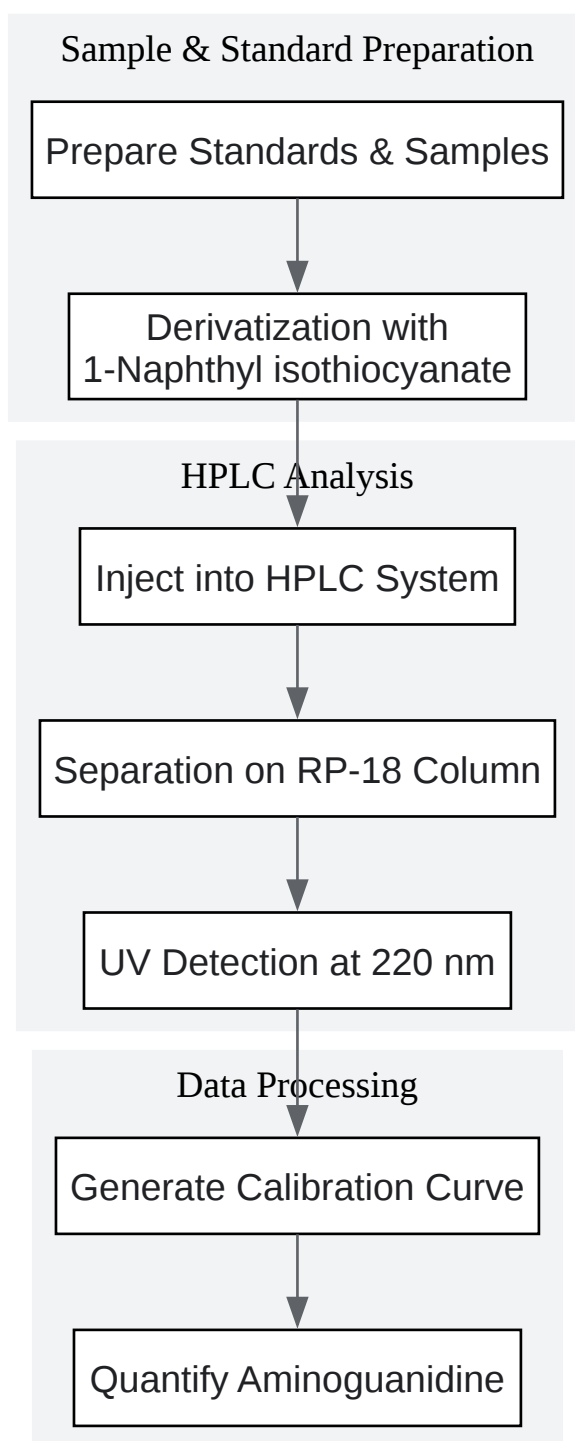 Sample & Standard Preparation
Prepare Standards & Samples
Derivatization with
1-Naphthyl isothiocyanate
HPLC Analysis
Inject into HPLC System
Separation on RP-18 Column
UV Detection at 220 nm
Data Processing
Generate Calibration Curve
Quantify Aminoguanidine